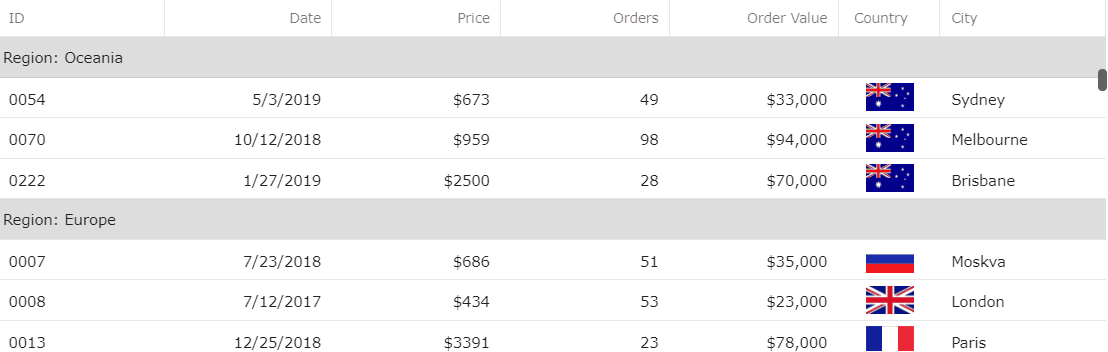 ID Date Price Orders Order Value Country City
Region: Oceania
0054 5/3/2019 $673 49 $33,000 Sydney
0070 10/12/2018 $959 98 $94,000 Melbourne
0222 1/27/2019 $2500 28 $70,000 Brisbane
Region: Europe
0007 7/23/2018 $686 51 $35,000 Moskva
0008 7/12/2017 $434 53 $23,000 London
0013 12/25/2018 $3391 23 $78,000 Paris